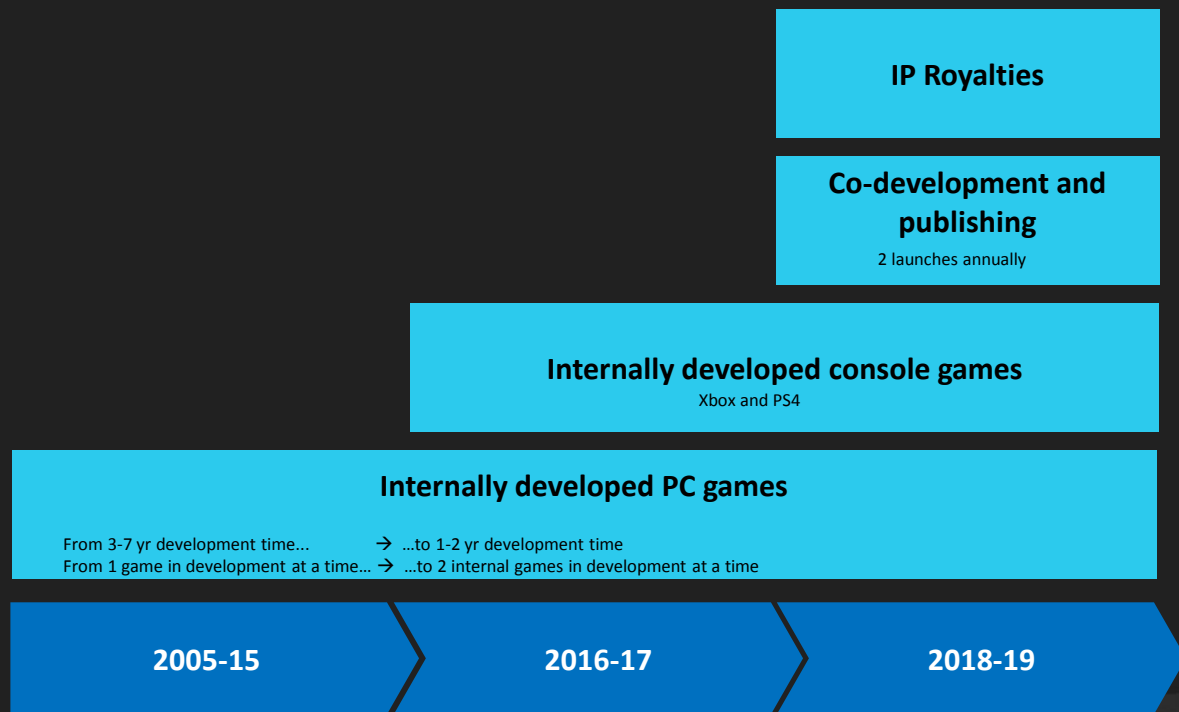 IP Royalties
Co-development and
publishing
2 launches annually
Internally developed console games
Xbox and PS4
Internally developed PC games
From 3-7 yr development time... → ...to 1-2 yr development time
From 1 game in development at a time... → ...to 2 internal games in development at a time
2005-15
2016-17
2018-19